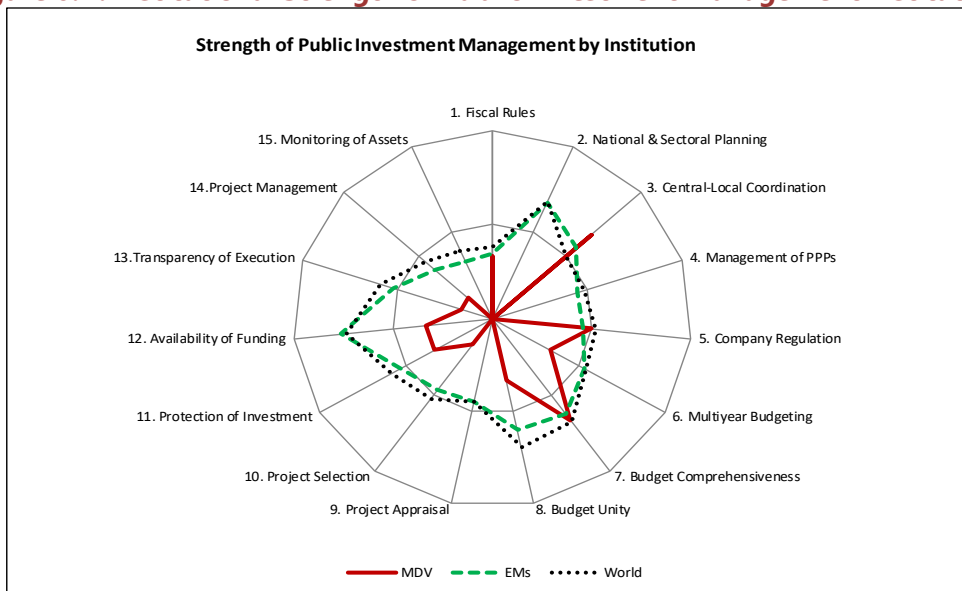 Strength of Public Investment Management by Institution
1. Fiscal Rules
2. National & Sectoral Planning
3. Central-Local Coordination
4. Management of PPPs
5. Company Regulation
6. Multiyear Budgeting
7. Budget Comprehensiveness
8. Budget Unity
9. Project Appraisal
10. Project Selection
11. Protection of Investment
12. Availability of Funding
13.Transparency of Execution
14.Project Management
15. Monitoring of Assets
MDV EMs World